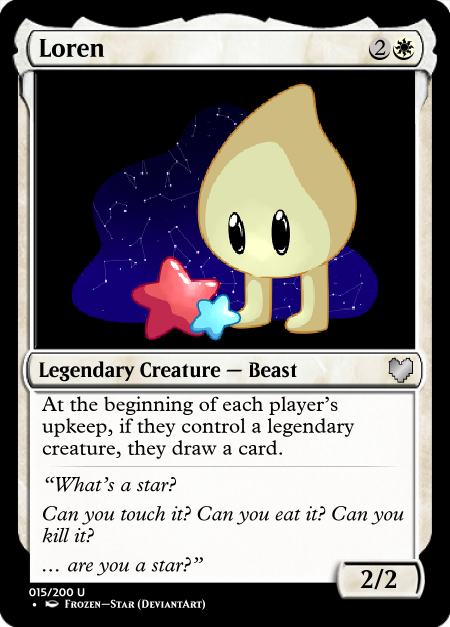 Loren 2
Legendary Creature — Beast
At the beginning of each player's
upkeep, if they control a legendary
creature, they draw a card.
“What's a star?
Can you touch it? Can you eat it? Can you
kill it?
… are you a star?”
2/2
015/200 U
• Frozen—Star (DeviantArt)